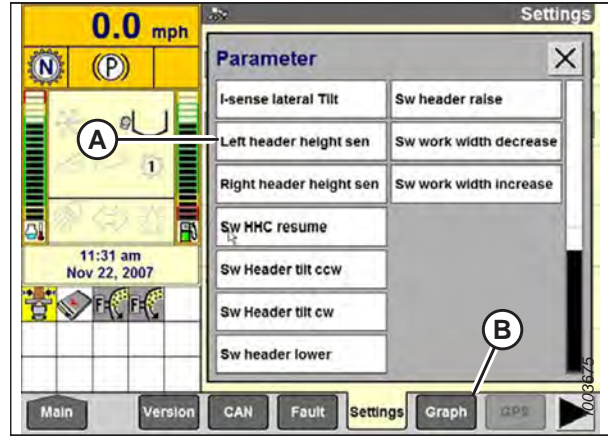 0.0 mph
Settings
N
(P)
Parameter
X
I-sense lateral Tilt
Sw header raise
A
Left header height sen
Sw work width decrease
1
Right header height sen
Sw work width increase
Sw HHC resume
11:31 am
Nov 22, 2007
Sw Header tilt ccw
F
F
Sw Header tilt cw
B
Sw header lower
1003675
Main
Version
CAN
Fault
Settings
Graph
GPS